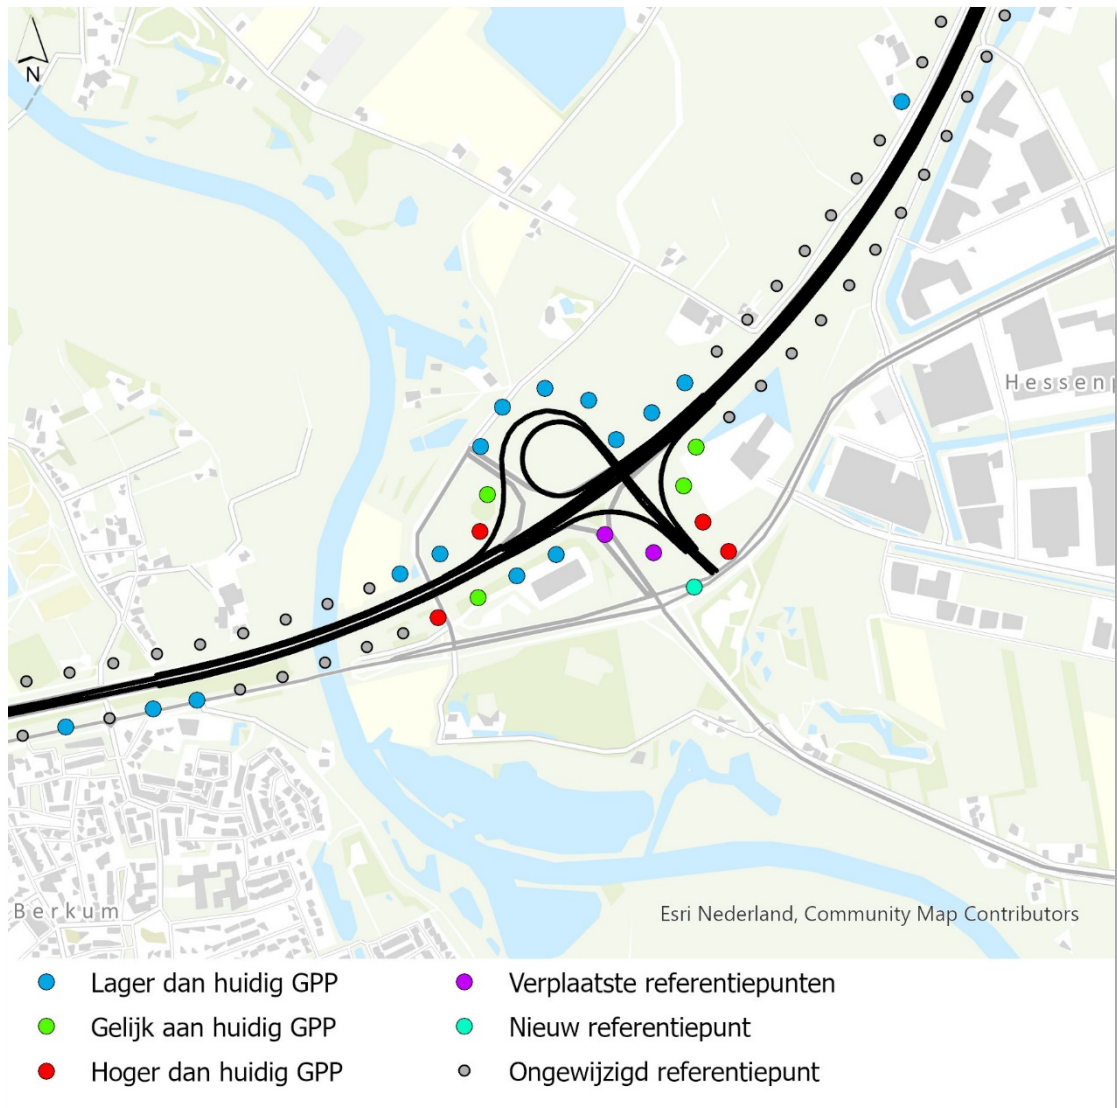 N
Hessenp
Berkum
Esri Nederland, Community Map Contributors
Lager dan huidig GPP
Verplaatste referentiepunten
Gelijk aan huidig GPP
Nieuw referentiepunt
Hoger dan huidig GPP
Ongewijzigd referentiepunt